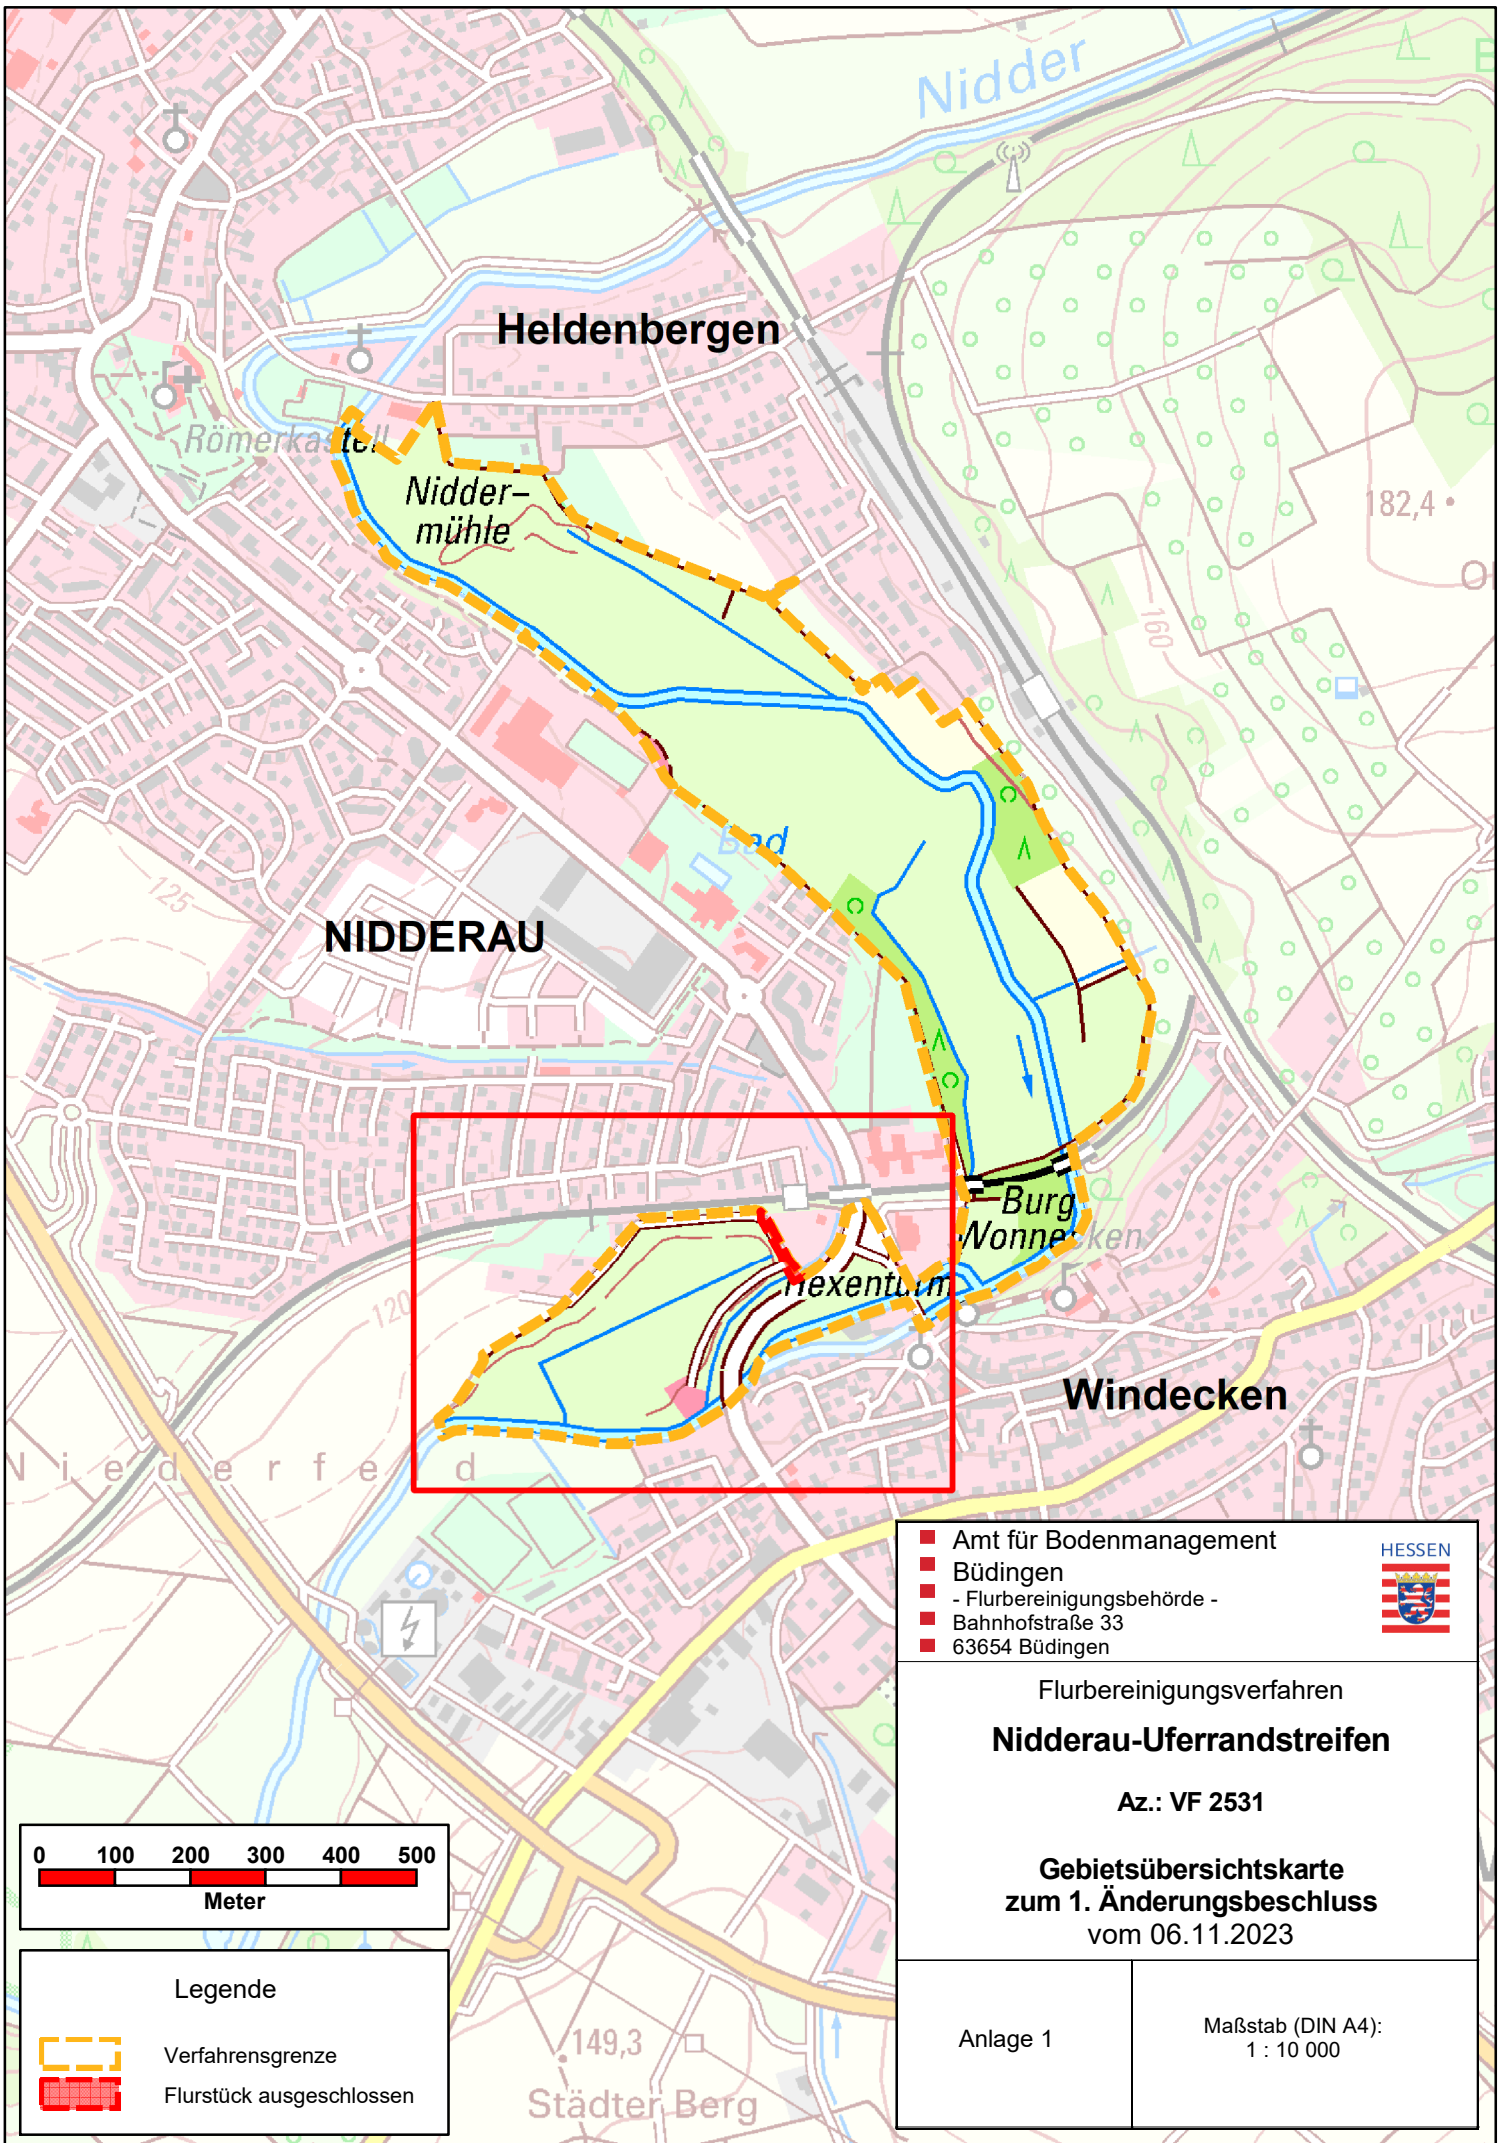 Nidder
Heldenbergen
Römerkastell
Nidder-
mühle
182,4
160
Bad
125
NIDDERAU
Burg
Wonnecken
Hexenturm
120
Windecken
Niederfeld
Amt für Bodenmanagement
Büdingen
- Flurbereinigungsbehörde -
Bahnhofstraße 33
63654 Büdingen
HESSEN
Flurbereinigungsverfahren
Nidderau-Uferrandstreifen
Az.: VF 2531
Gebietsübersichtskarte
zum 1. Änderungsbeschluss
vom 06.11.2023
Anlage 1
Maßstab (DIN A4):
1 : 10 000
0 100 200 300 400 500
Meter
Legende
Verfahrensgrenze
Flurstück ausgeschlossen
149,3
Städter Berg